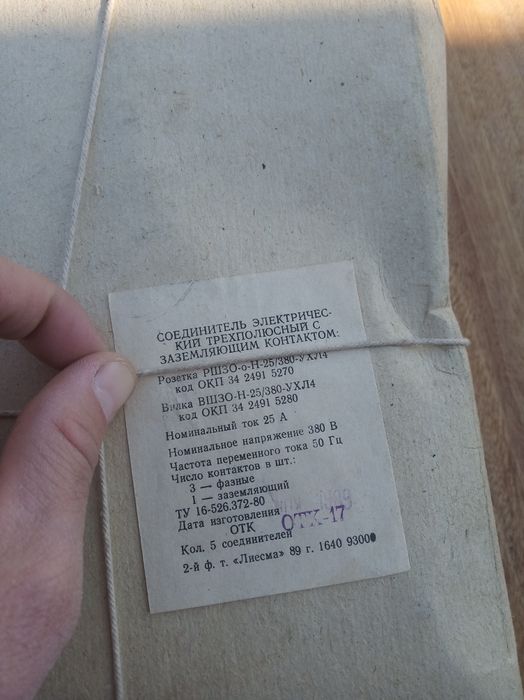 СОЕДИНИТЕЛЬ ЭЛЕКТРИЧЕС-
КИЙ ТРЕХПОЛЮСНЫЙ С
ЗАЗЕМЛЯЮЩИМ КОНТАКТОМ:
Розетка РШЗО-о-Н-25/380-УХЛ4
код ОКП 34 2491 5270
Вилка ВШЗО-Н-25/380-УХЛ4
код ОКП 34 2491 5280
Номинальный ток 25 А
Номинальное напряжение 380 В
Частота переменного тока 50 Гц
Число контактов в шт.:
3 — фазные
1 — заземляющий
ТУ 16-526.372-80
Дата изготовления
ОТК ОТК-17
Кол. 5 соединителей
2-й ф. т. «Лиесма» 89 г. 1640 9300